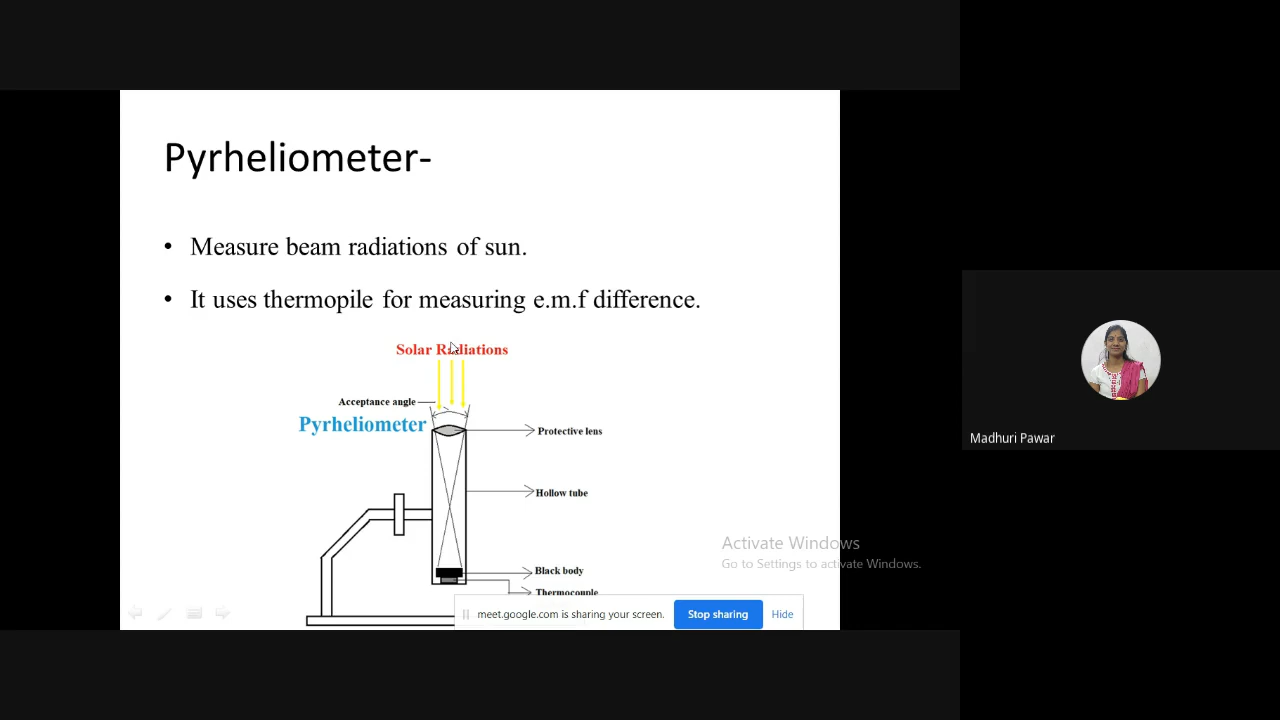 Pyrheliometer-
• Measure beam radiations of sun.
• It uses thermopile for measuring e.m.f difference.
Solar Radiations
Acceptance angle
Pyrheliometer
Protective lens
Hollow tube
Black body
Thermocouple
Activate Windows
Go to Settings to activate Windows.
meet.google.com is sharing your screen.
Stop sharing
Hide
Madhuri Pawar